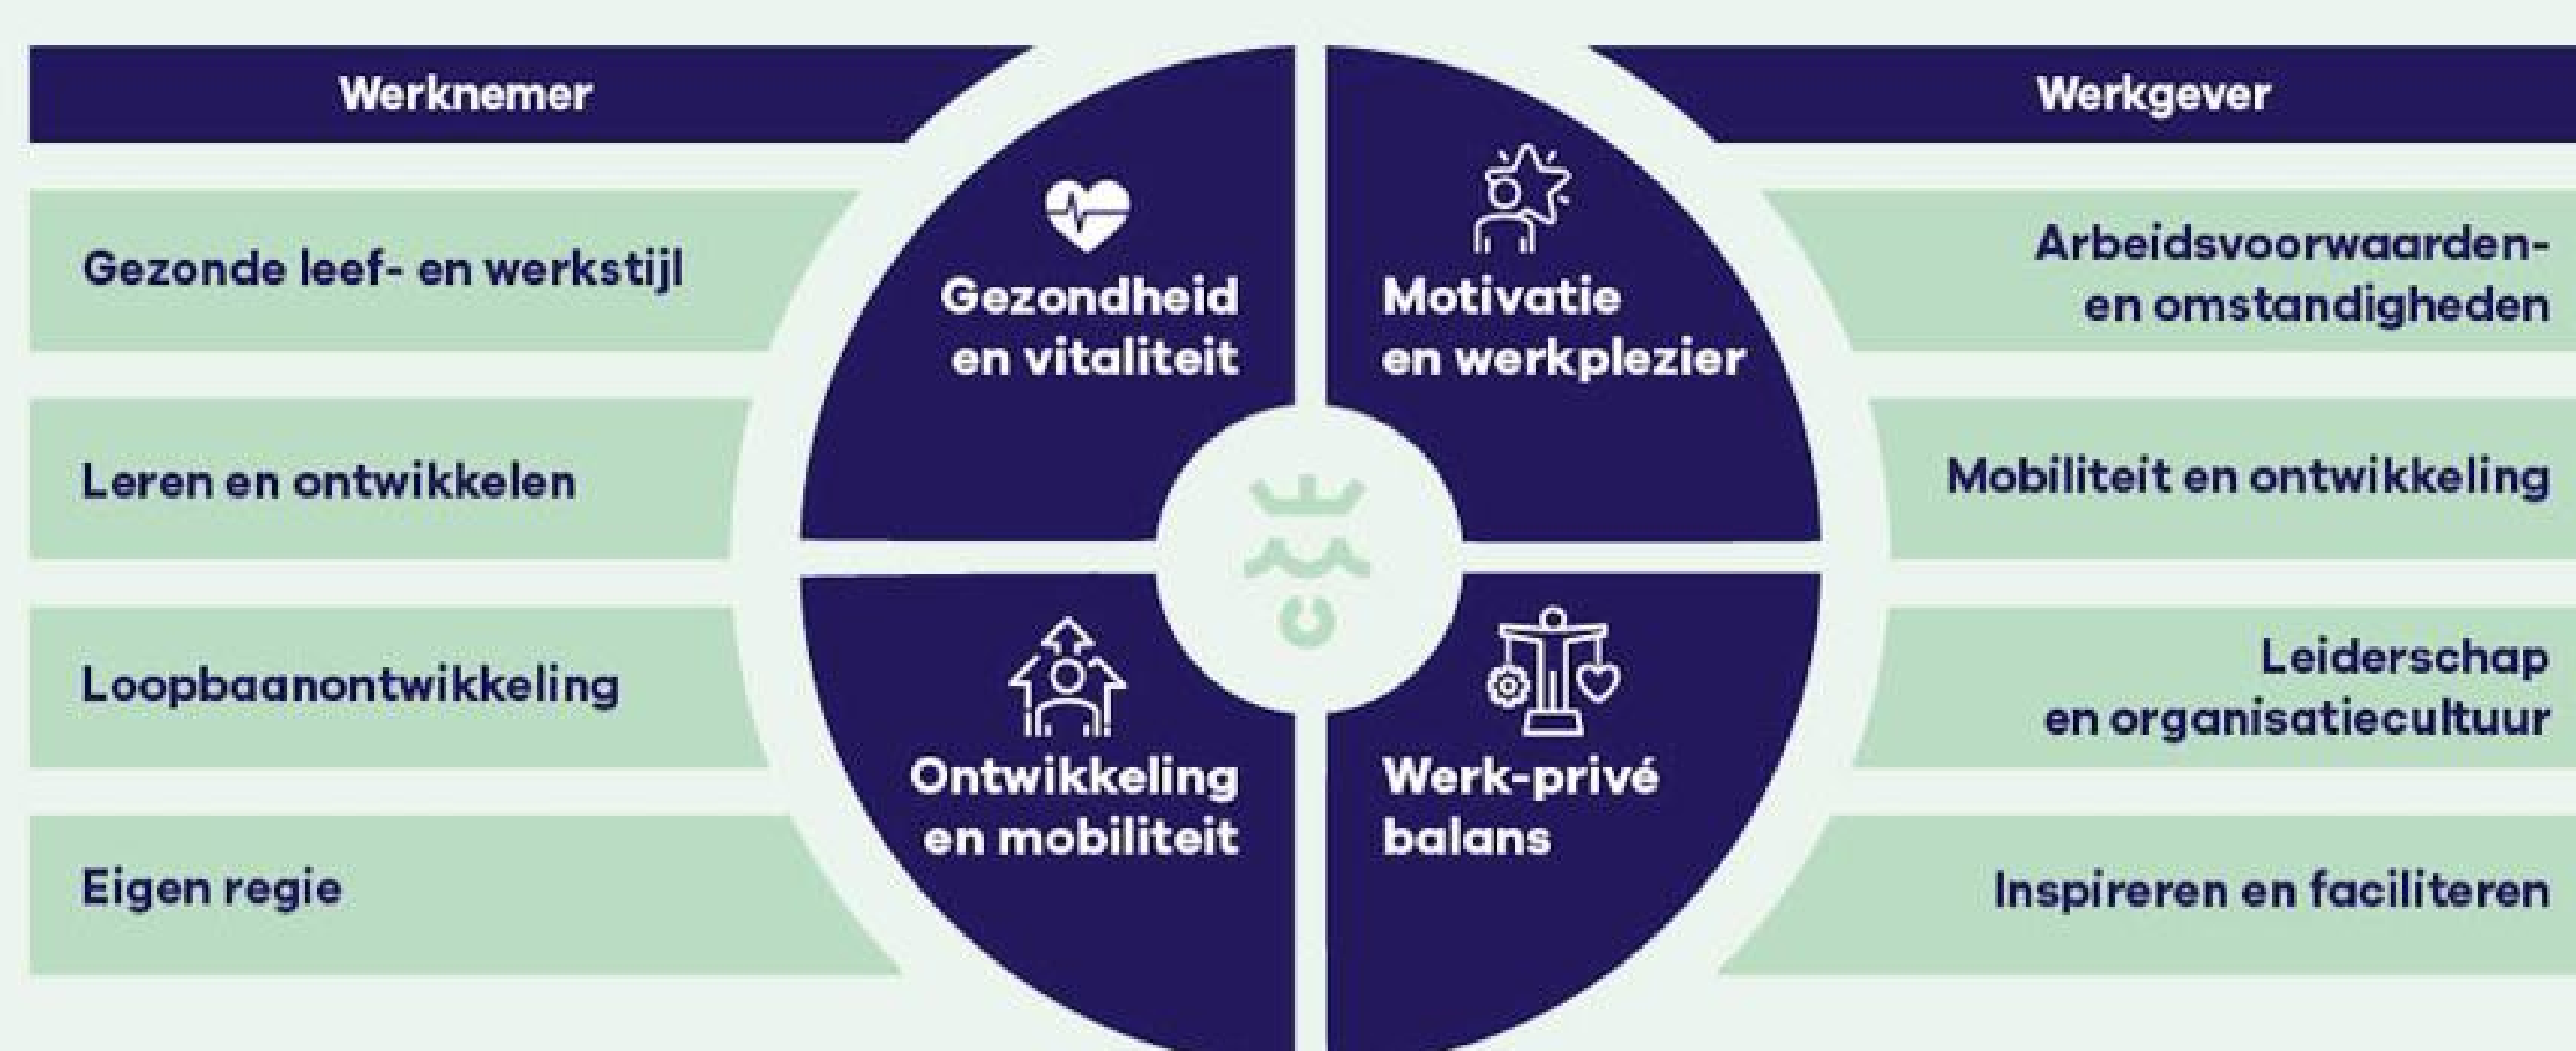 Werknemer
Gezonde leef- en werkstijl
Leren en ontwikkelen
Loopbaanontwikkeling
Eigen regie
Gezondheid
en vitaliteit
Motivatie
en werkplezier
Ontwikkeling
en mobiliteit
Werk-privé
balans
Werkgever
Arbeidsvoorwaarden-
en omstandigheden
Mobiliteit en ontwikkeling
Leiderschap
en organisatiecultuur
Inspireren en faciliteren